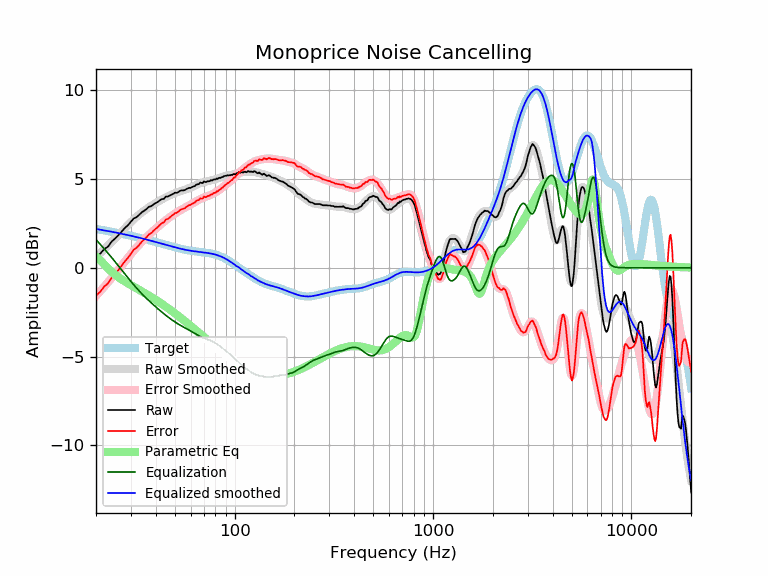 Monoprice Noise Cancelling
10
5
0
−5
−10
Amplitude (dBr)
Target
Raw Smoothed
Error Smoothed
Raw
Error
Parametric Eq
Equalization
Equalized smoothed
100
1000
10000
Frequency (Hz)